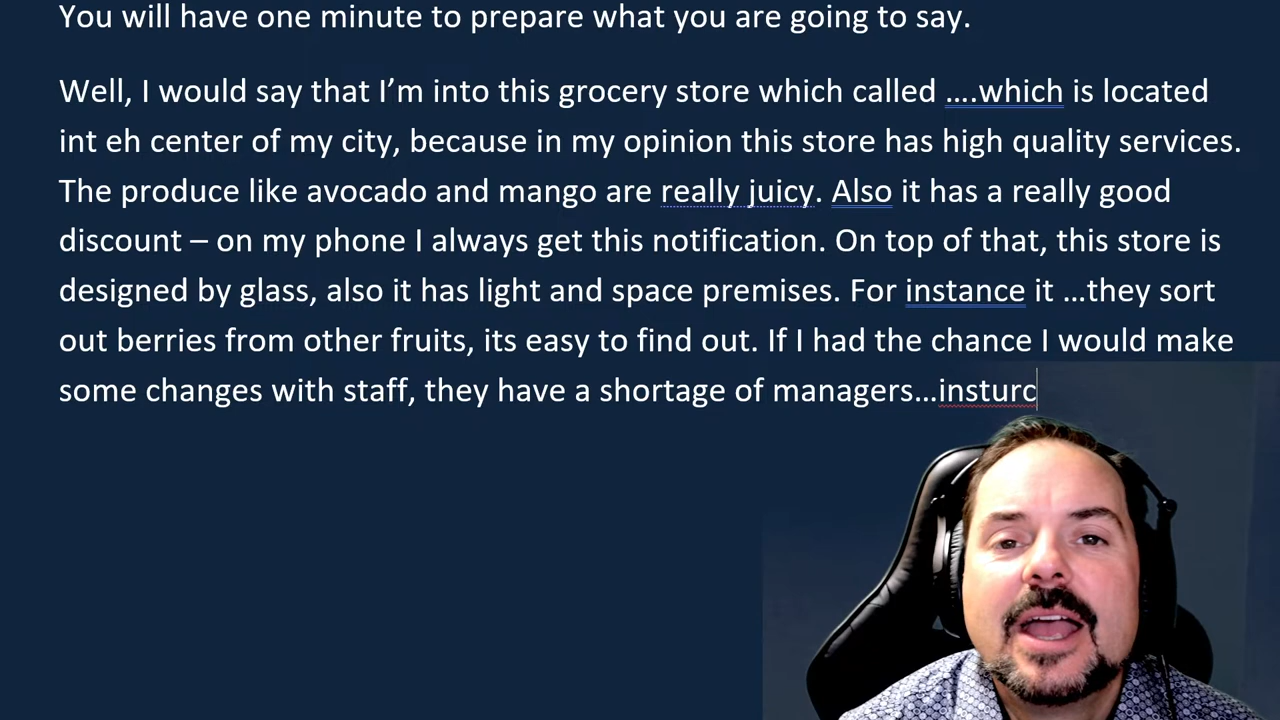 You will have one minute to prepare what you are going to say.
Well, I would say that I’m into this grocery store which called ….which is located
int eh center of my city, because in my opinion this store has high quality services.
The produce like avocado and mango are really juicy. Also it has a really good
discount – on my phone I always get this notification. On top of that, this store is
designed by glass, also it has light and space premises. For instance it …they sort
out berries from other fruits, its easy to find out. If I had the chance I would make
some changes with staff, they have a shortage of managers…insturc